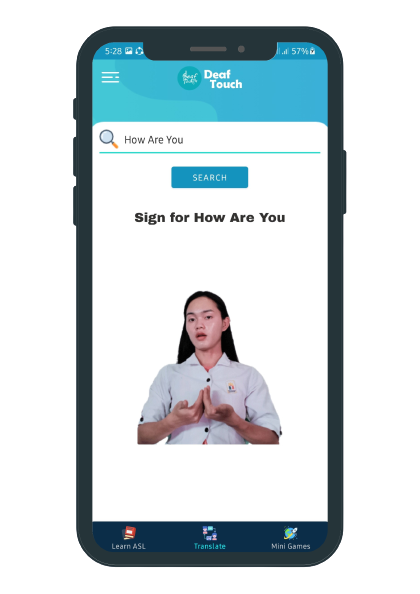 5:28
57%
Deaf
Touch
How Are You
SEARCH
Sign for How Are You
Learn ASL
Translate
Mini Games